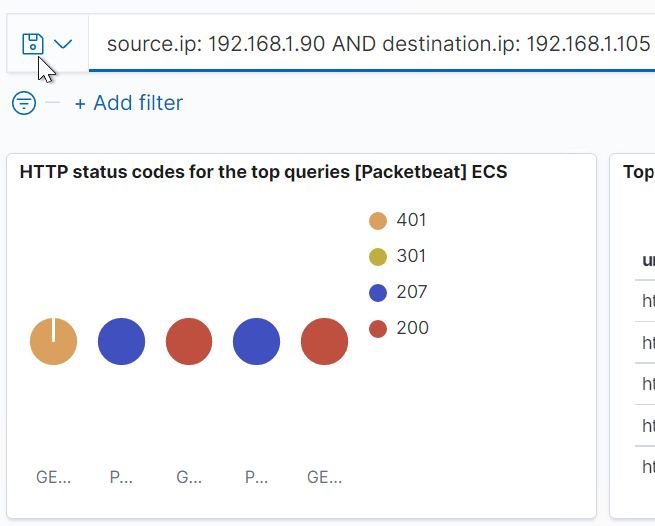 source.ip: 192.168.1.90 AND destination.ip: 192.168.1.105
+ Add filter
HTTP status codes for the top queries [Packetbeat] ECS
Top
401
301
207
200
ht
ht
ht
ht
ht
GE... P... G... P... GE...